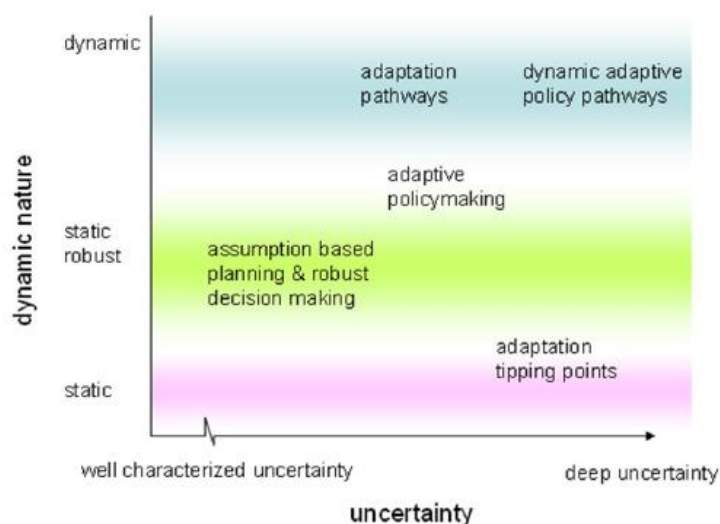 dynamic
adaptation
pathways
dynamic adaptive
policy pathways
adaptive
policymaking
dynamic nature
static
robust
assumption based
planning & robust
decision making
adaptation
tipping points
static
well characterized uncertainty
deep uncertainty
uncertainty